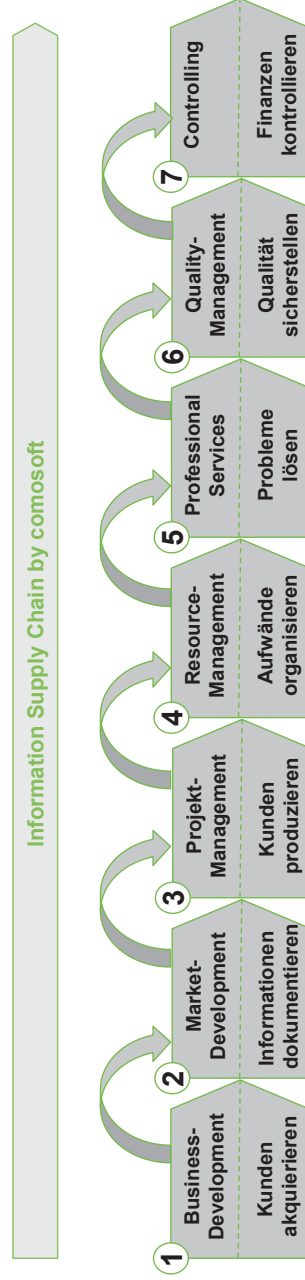 Information Supply Chain by comosoft
1
Business-
Development
Kunden
akquierieren
2
Market-
Development
Informationen
dokumentieren
3
Projekt-
Management
Kunden
produzieren
4
Resource-
Management
Aufwände
organisieren
5
Professional
Services
Probleme
lösen
6
Quality-
Management
Qualität
sicherstellen
7
Controlling
Finanzen
kontrollieren